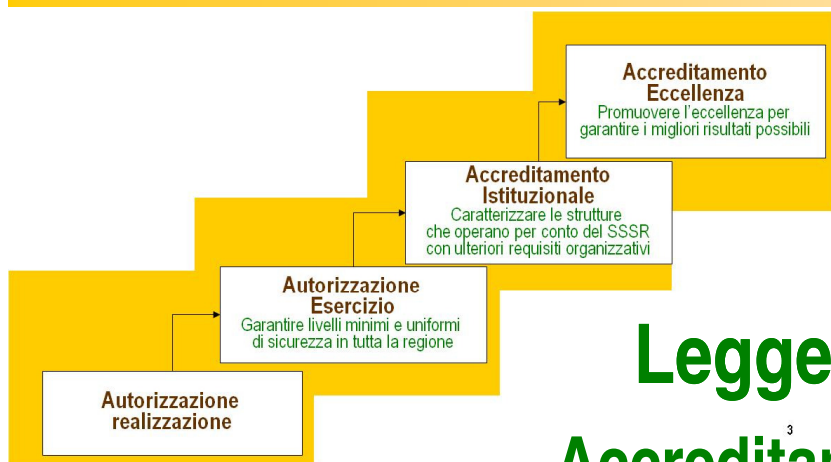 Accreditamento
Eccellenza
Promuovere l'eccellenza per
garantire i migliori risultati possibili
Accreditamento
Istituzionale
Caratterizzare le strutture
che operano per conto del SSSR
con ulteriori requisiti organizzativi
Autorizzazione
Esercizio
Garantire livelli minimi e uniformi
di sicurezza in tutta la regione
Autorizzazione
realizzazione
Legge
3